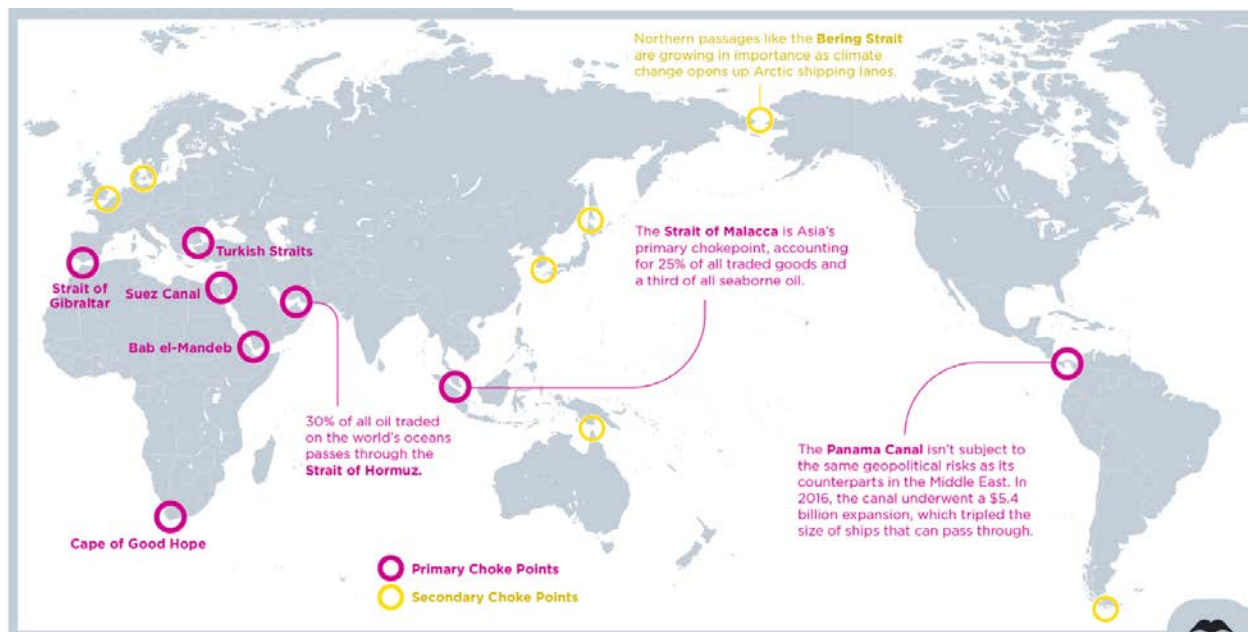 Northern passages like the Bering Strait
are growing in importance as climate
change opens up Arctic shipping lanes.
Turkish Straits
Strait of
Gibraltar
Suez Canal
Bab el-Mandeb
The Strait of Malacca is Asia's
primary chokepoint, accounting
for 25% of all traded goods and
a third of all seaborne oil.
30% of all oil traded
on the world's oceans
passes through the
Strait of Hormuz.
The Panama Canal isn't subject to
the same geopolitical risks as its
counterparts in the Middle East. In
2016, the canal underwent a $5.4
billion expansion, which tripled the
size of ships that can pass through.
Cape of Good Hope
Primary Choke Points
Secondary Choke Points